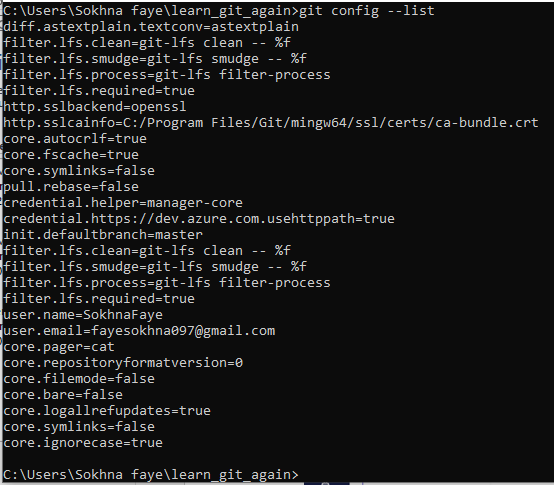 C:\Users\Sokhna faye\learn_git_again>git config --list
diff.astextplain.textconv=astextplain
filter.lfs.clean=git-lfs clean -- %f
filter.lfs.smudge=git-lfs smudge -- %f
filter.lfs.process=git-lfs filter-process
filter.lfs.required=true
http.sslbackend=openssl
http.sslcainfo=C:/Program Files/Git/mingw64/ssl/certs/ca-bundle.crt
core.autocrlf=true
core.fscache=true
core.symlinks=false
pull.rebase=false
credential.helper=manager-core
credential.https://dev.azure.com.usehttppath=true
init.defaultbranch=master
filter.lfs.clean=git-lfs clean -- %f
filter.lfs.smudge=git-lfs smudge -- %f
filter.lfs.process=git-lfs filter-process
filter.lfs.required=true
user.name=SokhnaFaye
user.email=fayesokhna097@gmail.com
core.pager=cat
core.repositoryformatversion=0
core.filemode=false
core.bare=false
core.logallrefupdates=true
core.symlinks=false
core.ignorecase=true
C:\Users\Sokhna faye\learn_git_again>